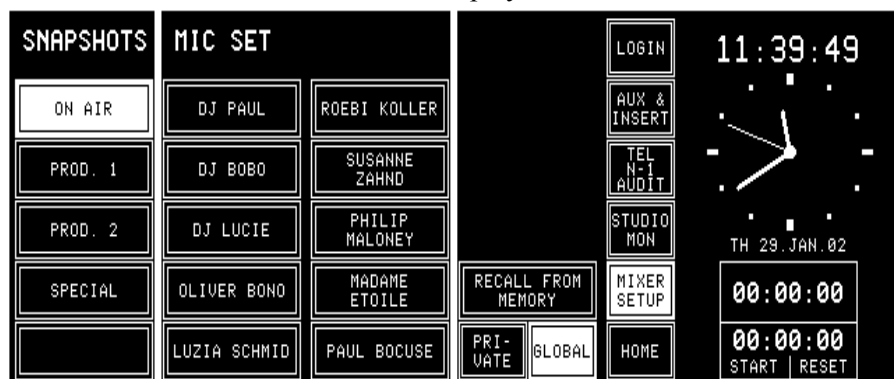 SNAPSHOTS
ON AIR
PROD. 1
PROD. 2
SPECIAL
MIC SET
DJ PAUL
DJ BOBO
DJ LUCIE
OLIVER BONO
LUZIA SCHMID
ROEBI KOLLER
SUSANNE
ZAHND
PHILIP
MALONEY
MADAME
ETOILE
PAUL BOCUSE
RECALL FROM
MEMORY
PRI-
VATE
GLOBAL
LOGIN
AUX &
INSERT
TEL
N-1
AUDIT
STUDIO
MON
MIXER
SETUP
HOME
11:39:49
TH 29.JAN.02
00:00:00
00:00:00
START RESET